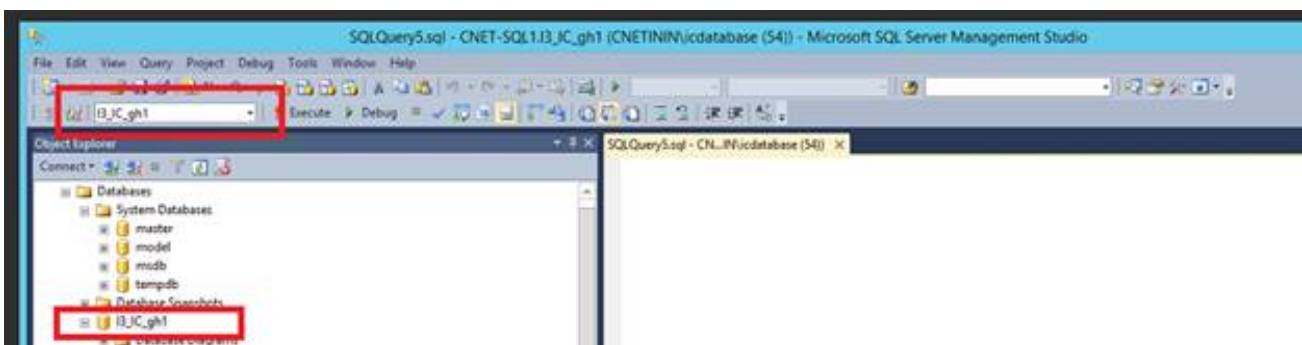 SQLQuery5.sql - CNET-SQL1.I3_IC_gh1 (CNETININ\icdatabase (54)) - Microsoft SQL Server Management Studio
File Edit View Query Project Debug Tools Window Help
I3_IC_gh1 Execute Debug
Object Explorer SQLQuery5.sql - CN...IN\icdatabase (54))
Connect
Databases
System Databases
master
model
msdb
tempdb
Database Snapshots
I3_IC_gh1
Database Diagrams